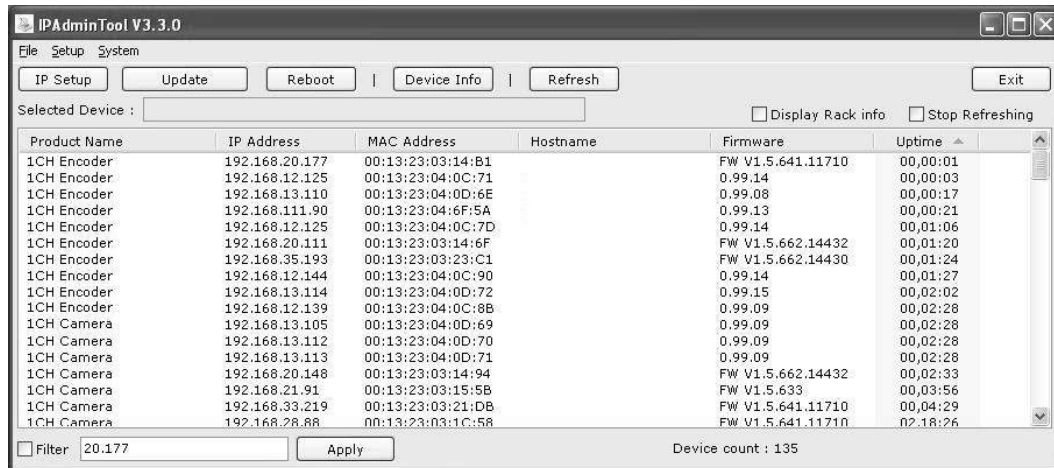 IPAdminTool V3.3.0
File Setup System
IP Setup Update Reboot | Device Info | Refresh Exit
Selected Device : Display Rack info Stop Refreshing
Product Name IP Address MAC Address Hostname Firmware Uptime
1CH Encoder 192.168.20.177 00:13:23:03:14:B1 FW V1.5.641.11710 00,00:01
1CH Encoder 192.168.12.125 00:13:23:04:0C:71 0.99.14 00,00:03
1CH Encoder 192.168.13.110 00:13:23:04:0D:6E 0.99.08 00,00:17
1CH Encoder 192.168.111.90 00:13:23:04:6F:5A 0.99.13 00,00:21
1CH Encoder 192.168.12.125 00:13:23:04:0C:7D 0.99.14 00,01:06
1CH Encoder 192.168.20.111 00:13:23:03:14:6F FW V1.5.662.14432 00,01:20
1CH Encoder 192.168.35.193 00:13:23:03:23:C1 FW V1.5.662.14430 00,01:24
1CH Encoder 192.168.12.144 00:13:23:04:0C:90 0.99.14 00,01:27
1CH Encoder 192.168.13.114 00:13:23:04:0D:72 0.99.15 00,02:02
1CH Encoder 192.168.12.139 00:13:23:04:0C:8B 0.99.09 00,02:28
1CH Camera 192.168.13.105 00:13:23:04:0D:69 0.99.09 00,02:28
1CH Camera 192.168.13.112 00:13:23:04:0D:70 0.99.09 00,02:28
1CH Camera 192.168.13.113 00:13:23:04:0D:71 0.99.09 00,02:28
1CH Camera 192.168.20.148 00:13:23:03:14:94 FW V1.5.662.14432 00,02:33
1CH Camera 192.168.21.91 00:13:23:03:15:5B FW V1.5.633 00,03:56
1CH Camera 192.168.33.219 00:13:23:03:21:DB FW V1.5.641.11710 00,04:29
1CH Camera 192.168.28.88 00:13:23:03:1C:58 FW V1.5.641.11710 02,18:26
Filter 20.177 Apply Device count : 135